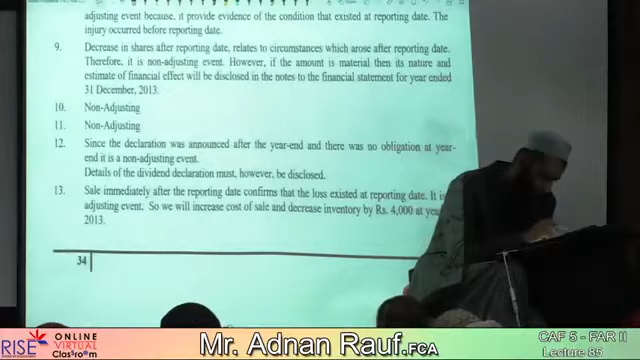 adjusting event because, it provide evidence of the condition that existed at reporting date. The
injury occurred before reporting date.
9. Decrease in shares after reporting date, relates to circumstances which arose after reporting date.
Therefore, it is non-adjusting event. However, if the amount is material then its nature and
estimate of financial effect will be disclosed in the notes to the financial statement for year ended
31 December, 2013.
10. Non-Adjusting
11. Non-Adjusting
12. Since the declaration was announced after the year-end and there was no obligation at year-
end it is a non-adjusting event.
Details of the dividend declaration must, however, be disclosed.
13. Sale immediately after the reporting date confirms that the loss existed at reporting date. It is
adjusting event. So we will increase cost of sale and decrease inventory by Rs. 4,000 at
2013.
34
RISE
ONLINE
VIRTUAL
Classroom
Mr. Adnan Rauf.FCA
CAF 5 - FAR II
Lecture 85